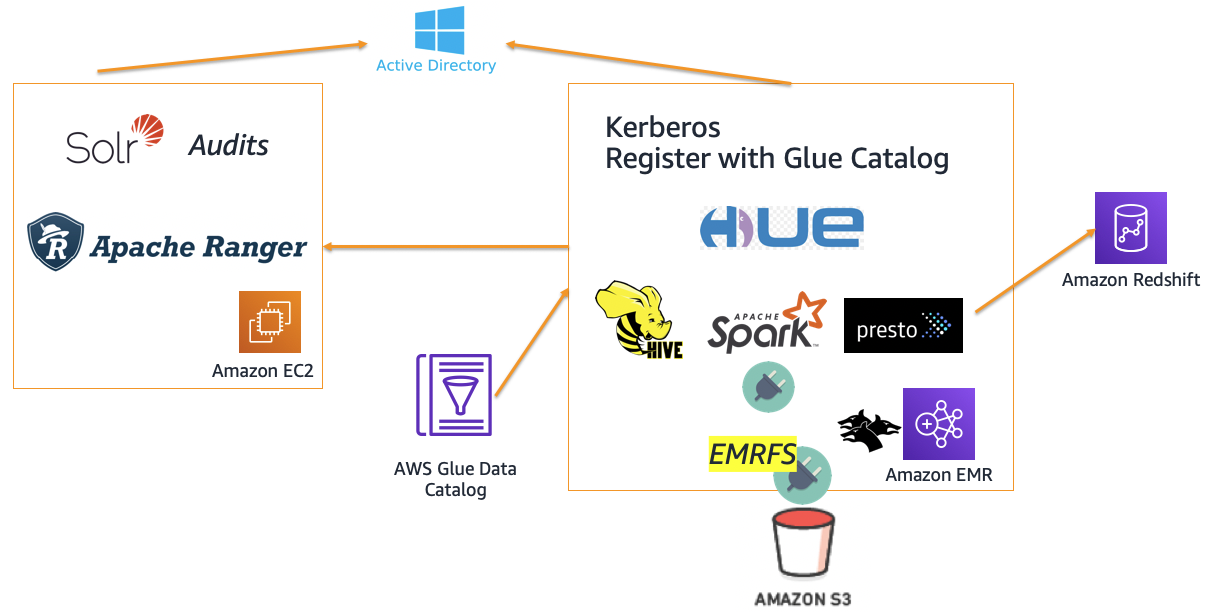 Active Directory
Solr
Audits
Kerberos
Register with Glue Catalog
HUE
R Apache Ranger
Amazon Redshift
HIVE
APACHE
Spark™
presto
Amazon EC2
EMRFS
AWS Glue Data
Catalog
Amazon EMR
AMAZON S3